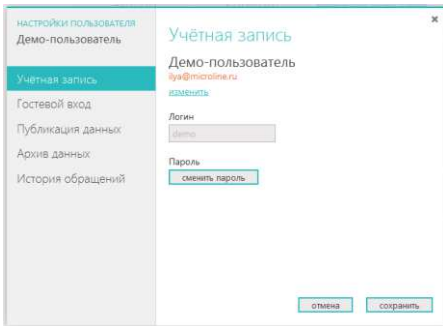 НАСТРОЙКИ ПОЛЬЗОВАТЕЛЯ
Демо-пользователь
Учётная запись
Гостевой вход
Публикация данных
Архив данных
История обращений
Учётная запись
Демо-пользователь
ilya@microline.ru
изменить
Логин
demo
Пароль
сменить пароль
отмена
сохранить